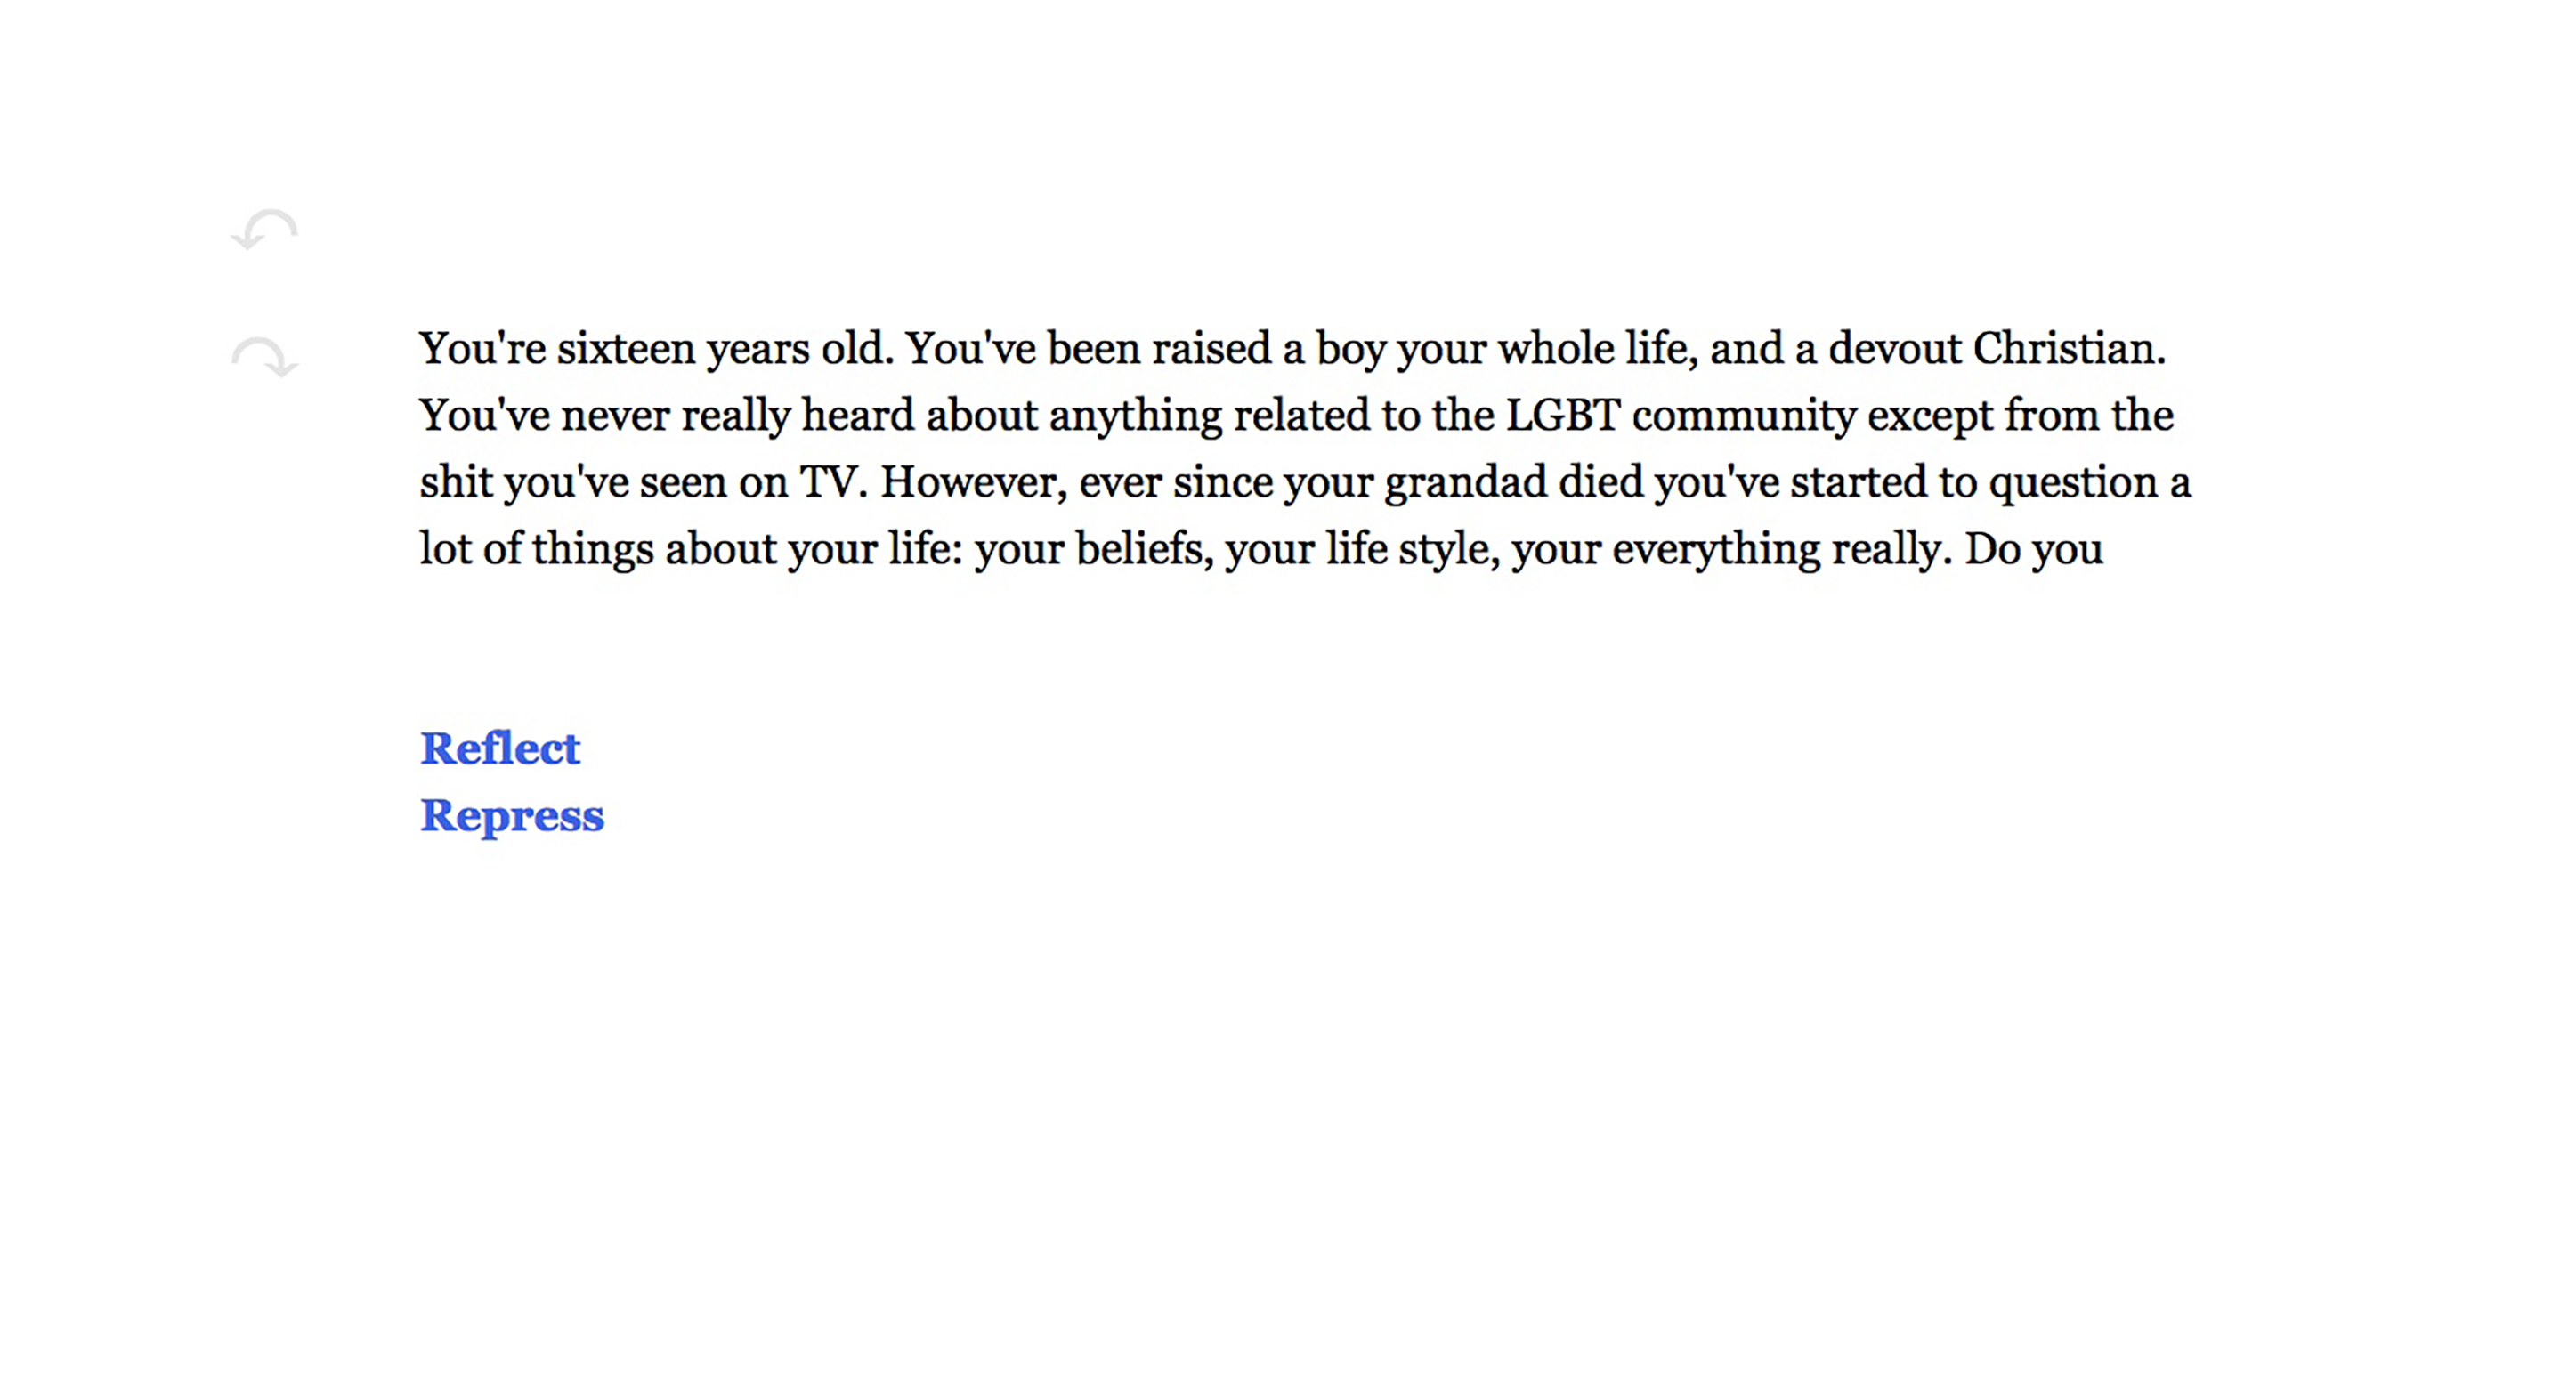 You're sixteen years old. You've been raised a boy your whole life, and a devout Christian.
You've never really heard about anything related to the LGBT community except from the
shit you've seen on TV. However, ever since your grandad died you've started to question a
lot of things about your life: your beliefs, your life style, your everything really. Do you
Reflect
Repress